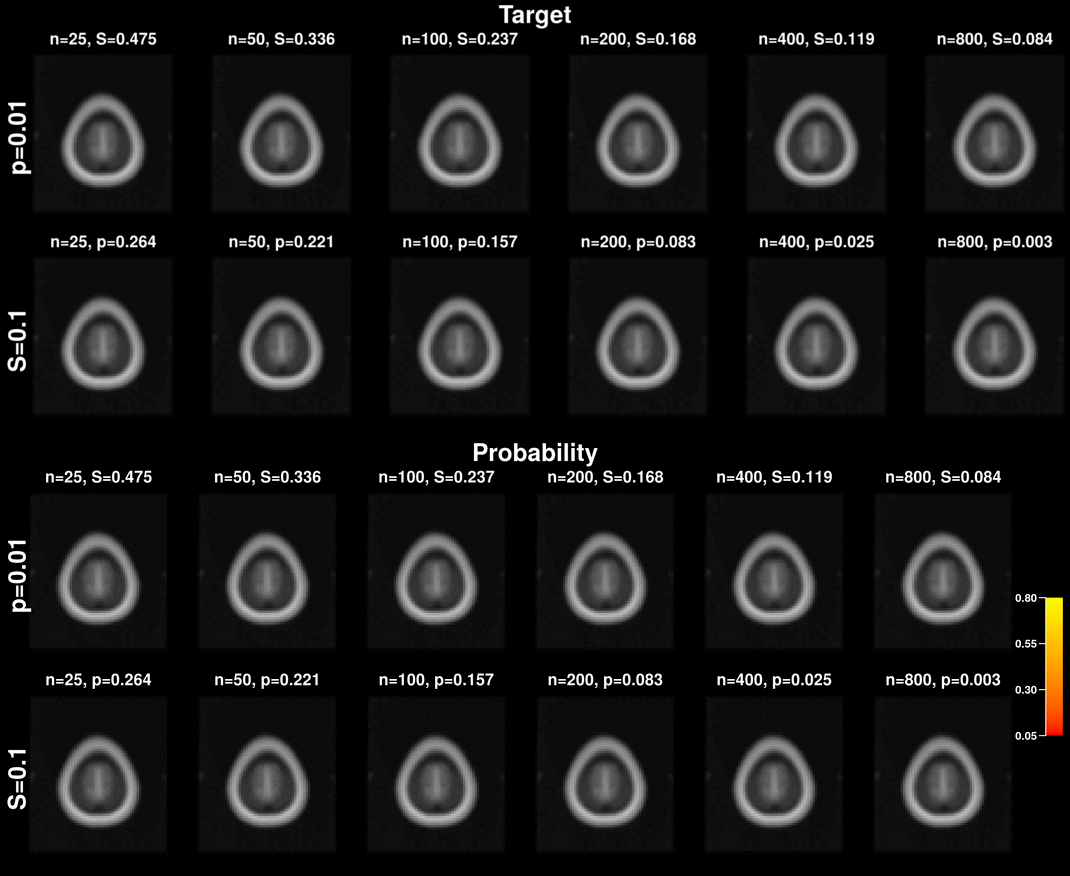 Target
n=25, S=0.475 n=50, S=0.336 n=100, S=0.237 n=200, S=0.168 n=400, S=0.119 n=800, S=0.084
p=0.01
n=25, p=0.264 n=50, p=0.221 n=100, p=0.157 n=200, p=0.083 n=400, p=0.025 n=800, p=0.003
S=0.1
Probability
n=25, S=0.475 n=50, S=0.336 n=100, S=0.237 n=200, S=0.168 n=400, S=0.119 n=800, S=0.084
p=0.01
0.80
0.55
n=25, p=0.264 n=50, p=0.221 n=100, p=0.157 n=200, p=0.083 n=400, p=0.025 n=800, p=0.003
0.30
0.05
S=0.1